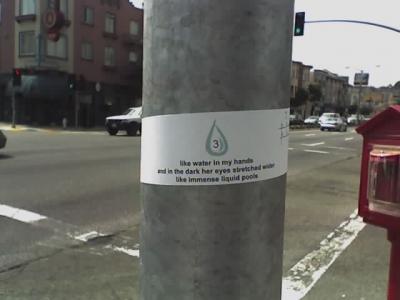 3
like water in my hands
and in the dark her eyes stretched wider
like immense liquid pools